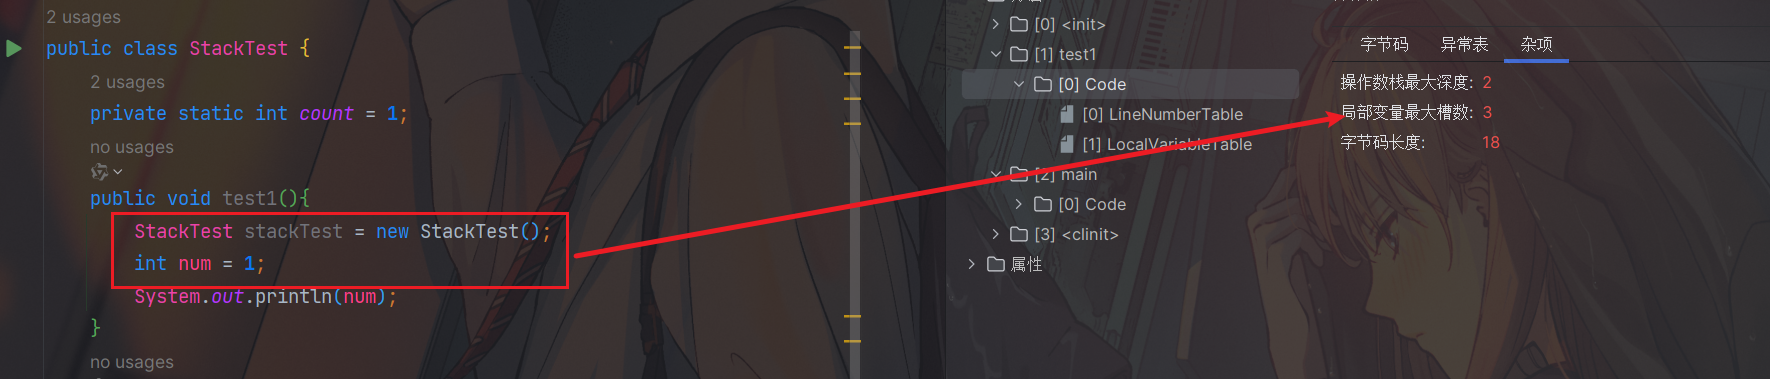 2 usages
public class StackTest {
2 usages
private static int count = 1;
no usages
public void test1(){
StackTest stackTest = new StackTest();
int num = 1;
System.out.println(num);
}
no usages
[0] <init>
[1] test1
[0] Code
[0] LineNumberTable
[1] LocalVariableTable
[2] main
[0] Code
[3] <clinit>
属性
字节码 异常表 杂项
操作数栈最大深度: 2
局部变量最大槽数: 3
字节码长度: 18